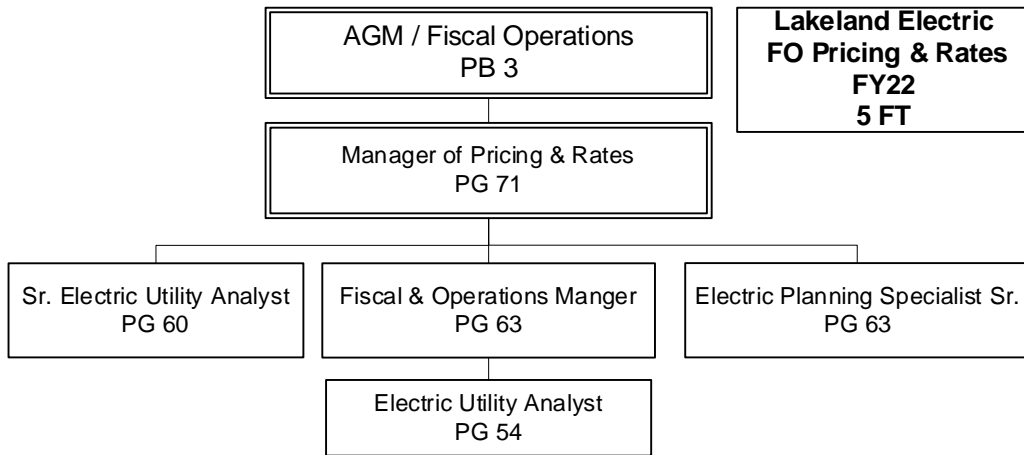 AGM / Fiscal Operations
PB 3
Lakeland Electric
FO Pricing & Rates
FY22
5 FT
Manager of Pricing & Rates
PG 71
Sr. Electric Utility Analyst
PG 60
Fiscal & Operations Manger
PG 63
Electric Planning Specialist Sr.
PG 63
Electric Utility Analyst
PG 54